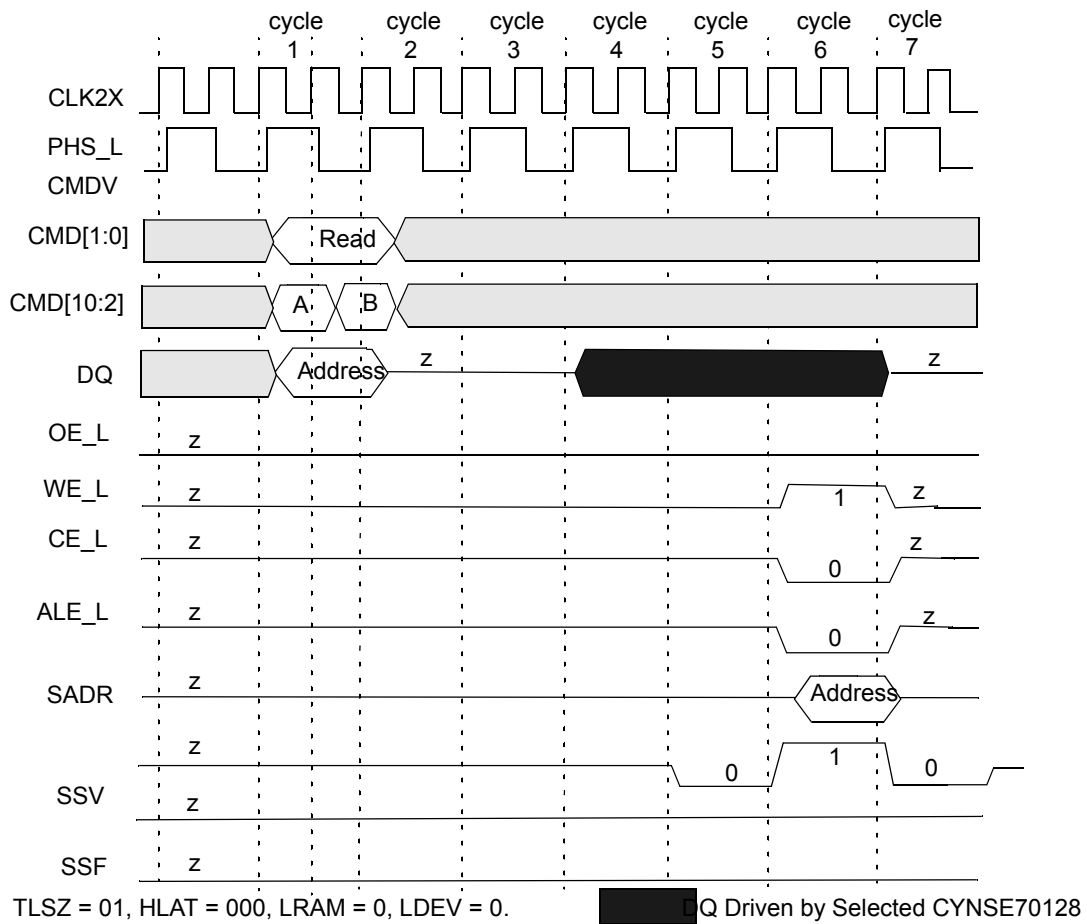 cycle cycle cycle cycle cycle cycle cycle
1 2 3 4 5 6 7
CLK2X
PHS_L
CMDV
CMD[1:0] Read
CMD[10:2] A B
DQ Address z z
OE_L z
WE_L z 1 z
CE_L z 0 z
ALE_L z 0 z
SADR z Address
z 0 1 0
SSV z
SSF z
TLSZ = 01, HLAT = 000, LRAM = 0, LDEV = 0. DQ Driven by Selected CYNSE70128